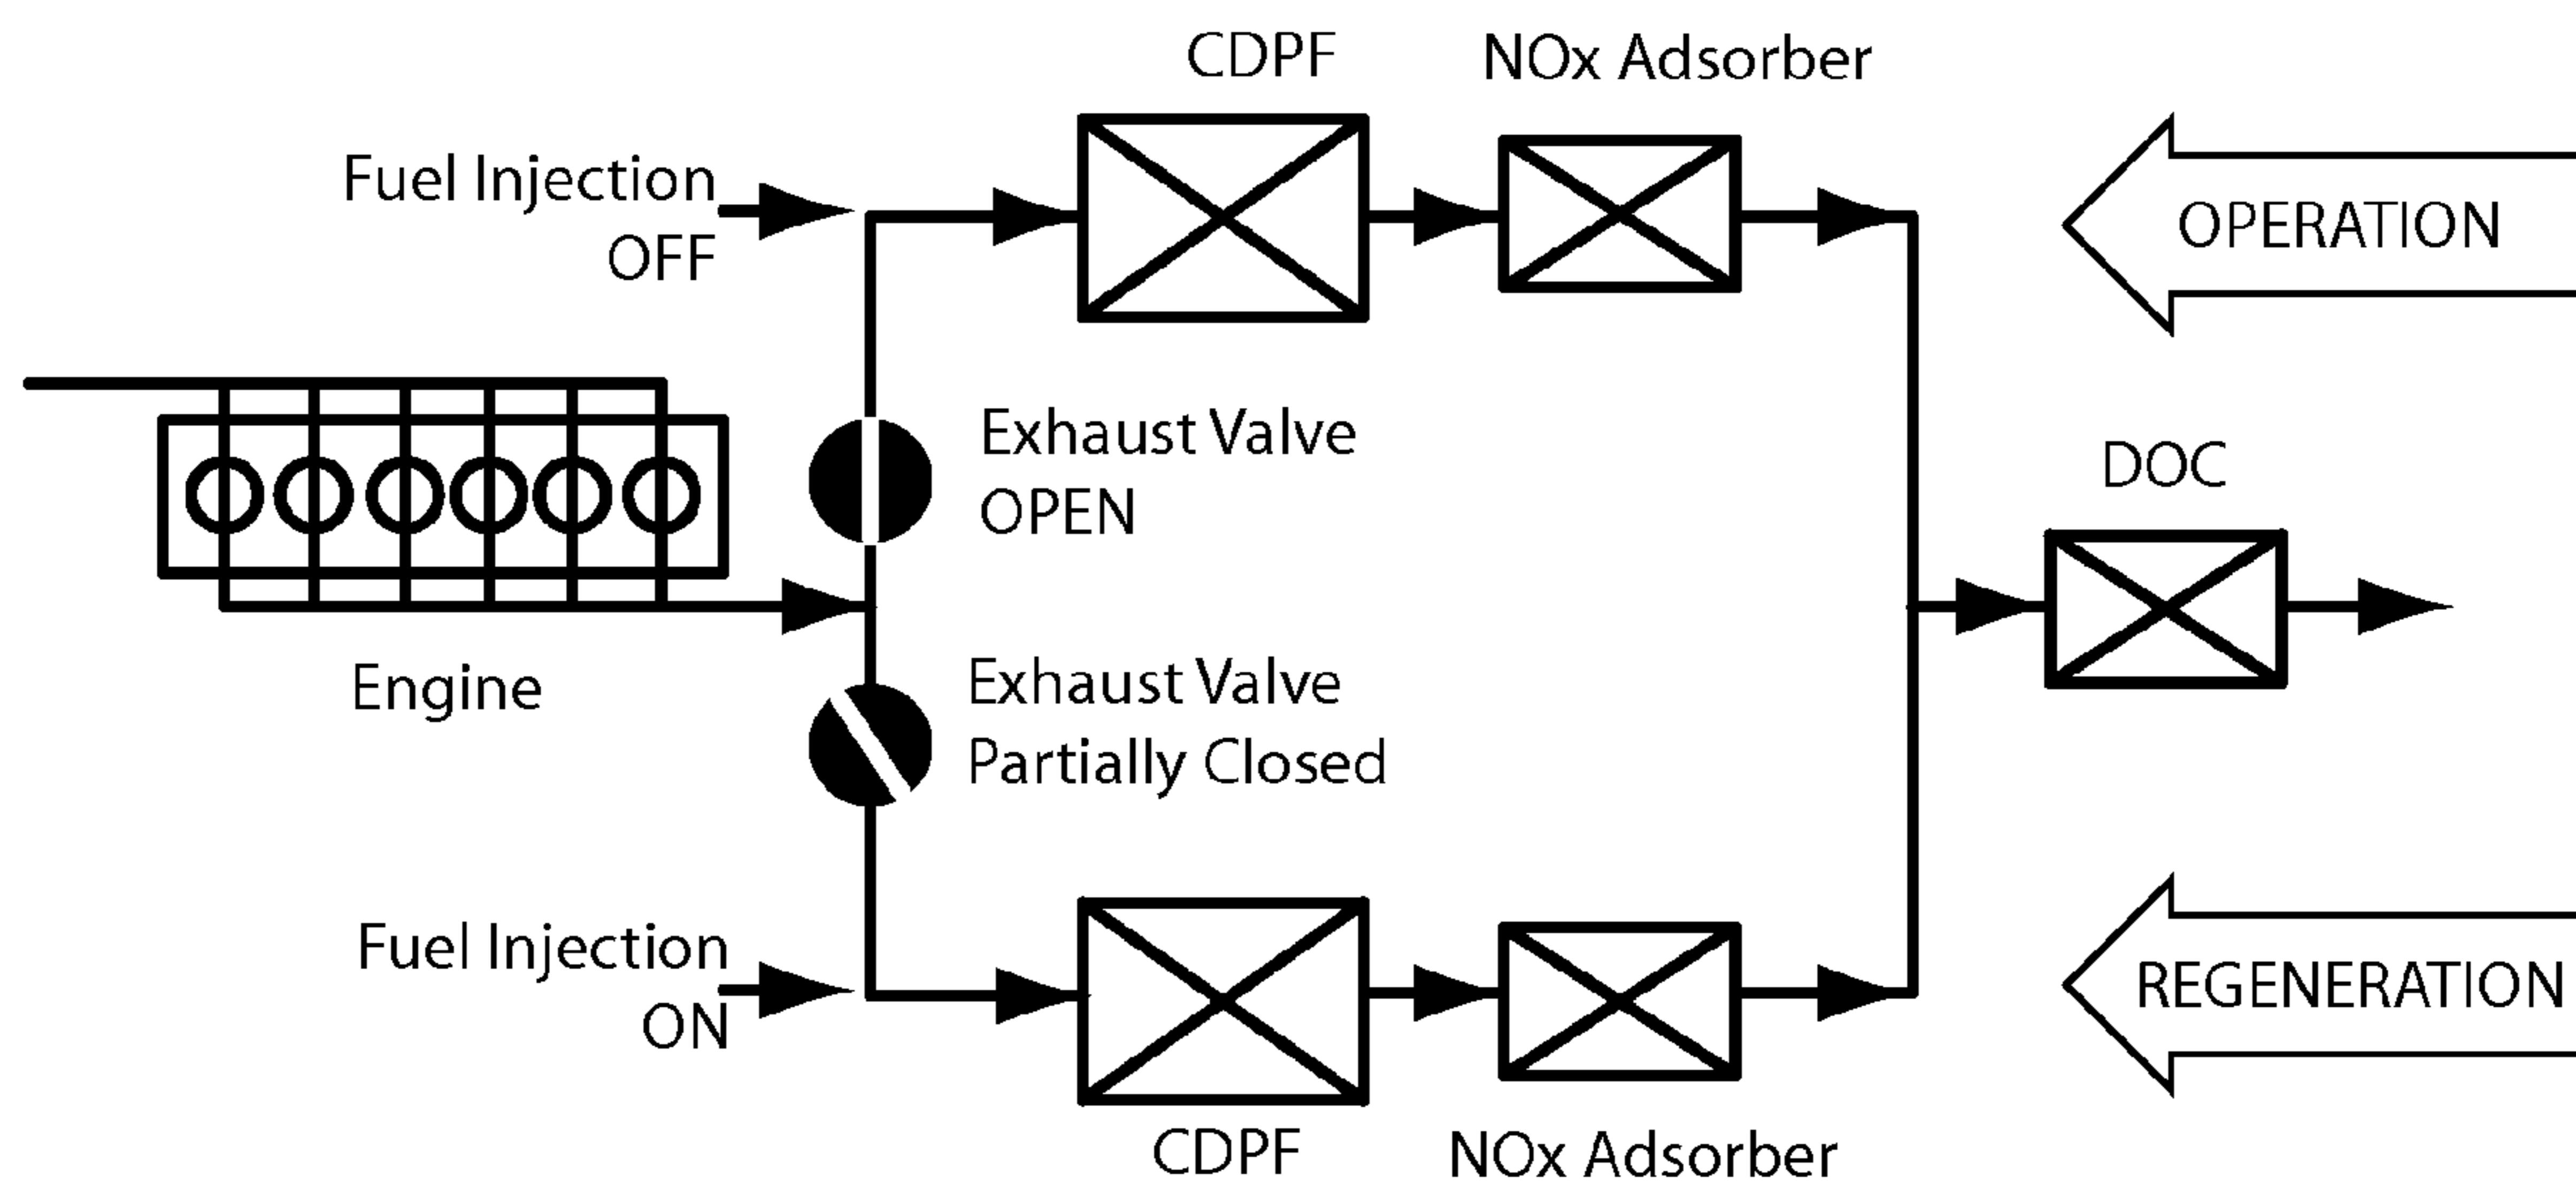 CDPF
NOx Adsorber
Fuel Injection
OFF
OPERATION
Exhaust Valve
OPEN
DOC
Engine
Exhaust Valve
Partially Closed
Fuel Injection
ON
REGENERATION
CDPF
NOx Adsorber